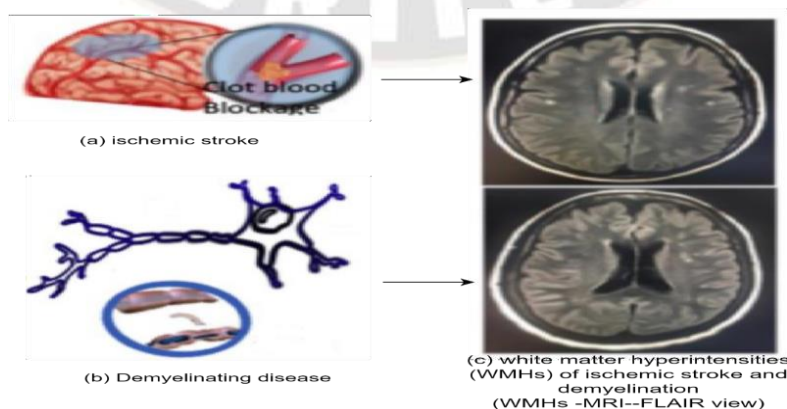 Clot blood
Blockage
(a) ischemic stroke
(b) Demyelinating disease
(c) white matter hyperintensities
(WMHs) of ischemic stroke and
demyelination
(WMHs -MRI--FLAIR view)